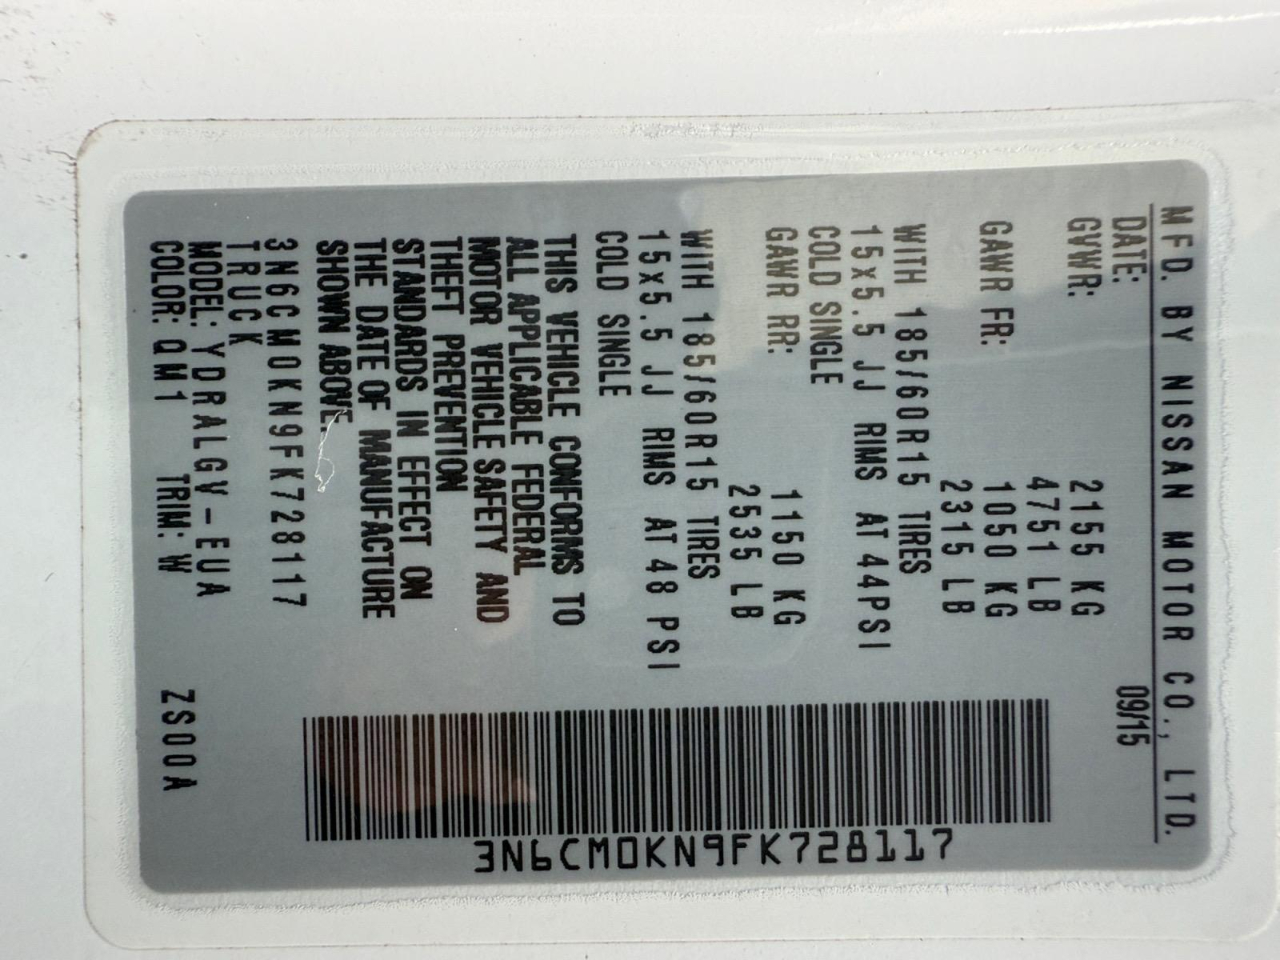 MFD. BY NISSAN MOTOR CO., LTD.
DATE: 09/15
GVWR: 2155 KG
4751 LB
GAWR FR: 1050 KG
2315 LB
WITH 185/60R15 TIRES
15x5.5 JJ RIMS AT 44PSI
COLD SINGLE
GAWR RR: 1150 KG
2535 LB
WITH 185/60R15 TIRES
15x5.5 JJ RIMS AT 48 PSI
COLD SINGLE
THIS VEHICLE CONFORMS TO
ALL APPLICABLE FEDERAL
MOTOR VEHICLE SAFETY AND
THEFT PREVENTION
STANDARDS IN EFFECT ON
THE DATE OF MANUFACTURE
SHOWN ABOVE.
3N6CM0KN9FK728117
TRUCK
MODEL: YDRALGV-EUA
COLOR: QM1 TRIM: W ZS00A
3N6CM0KN9FK728117